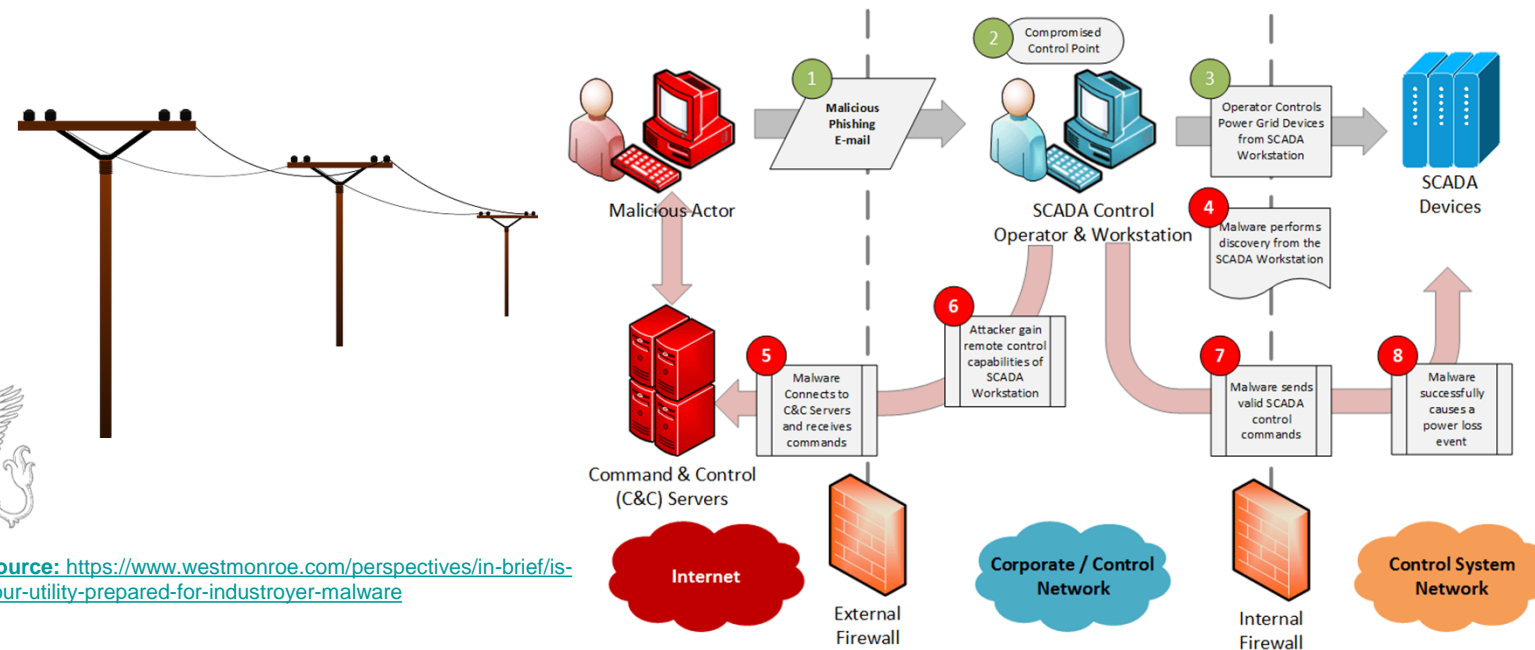 1
Malicious
Phishing
E-mail
2
Compromised
Control Point
3
Operator Controls
Power Grid Devices
from SCADA
Workstation
Malicious Actor
SCADA Control
Operator & Workstation
SCADA
Devices
4
Malware performs
discovery from the
SCADA Workstation
5
Malware
Connects to
C&C Servers
and receives
commands
6
Attacker gain
remote control
capabilities of
SCADA
Workstation
7
Malware sends
valid SCADA
control
commands
8
Malware
successfully
causes a
power loss
event
Command & Control
(C&C) Servers
ource: https://www.westmonroe.com/perspectives/in-brief/is-
our-utility-prepared-for-industroyer-malware
Internet
External
Firewall
Corporate / Control
Network
Internal
Firewall
Control System
Network